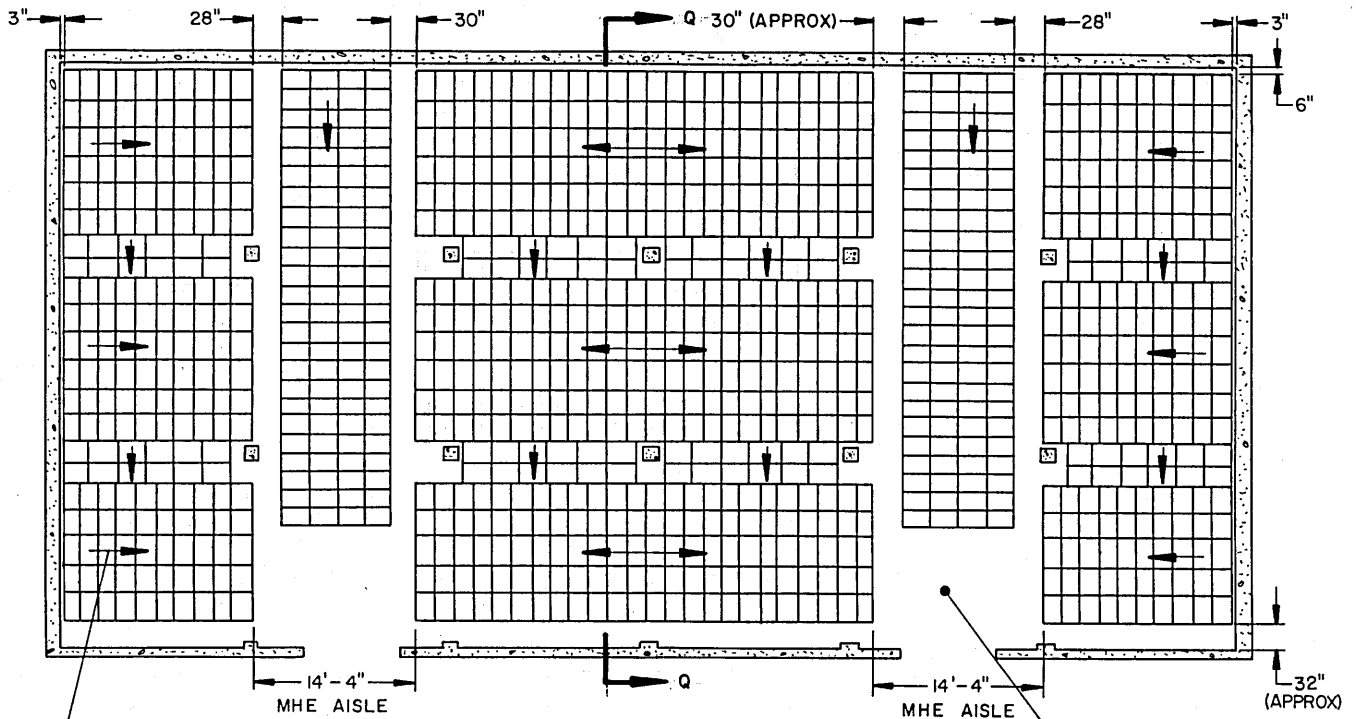 3" 28" 30" Q 30" (APPROX) 28" 3"
6"
14'-4" Q 14'-4" 32"
MHE AISLE MHE AISLE (APPROX)